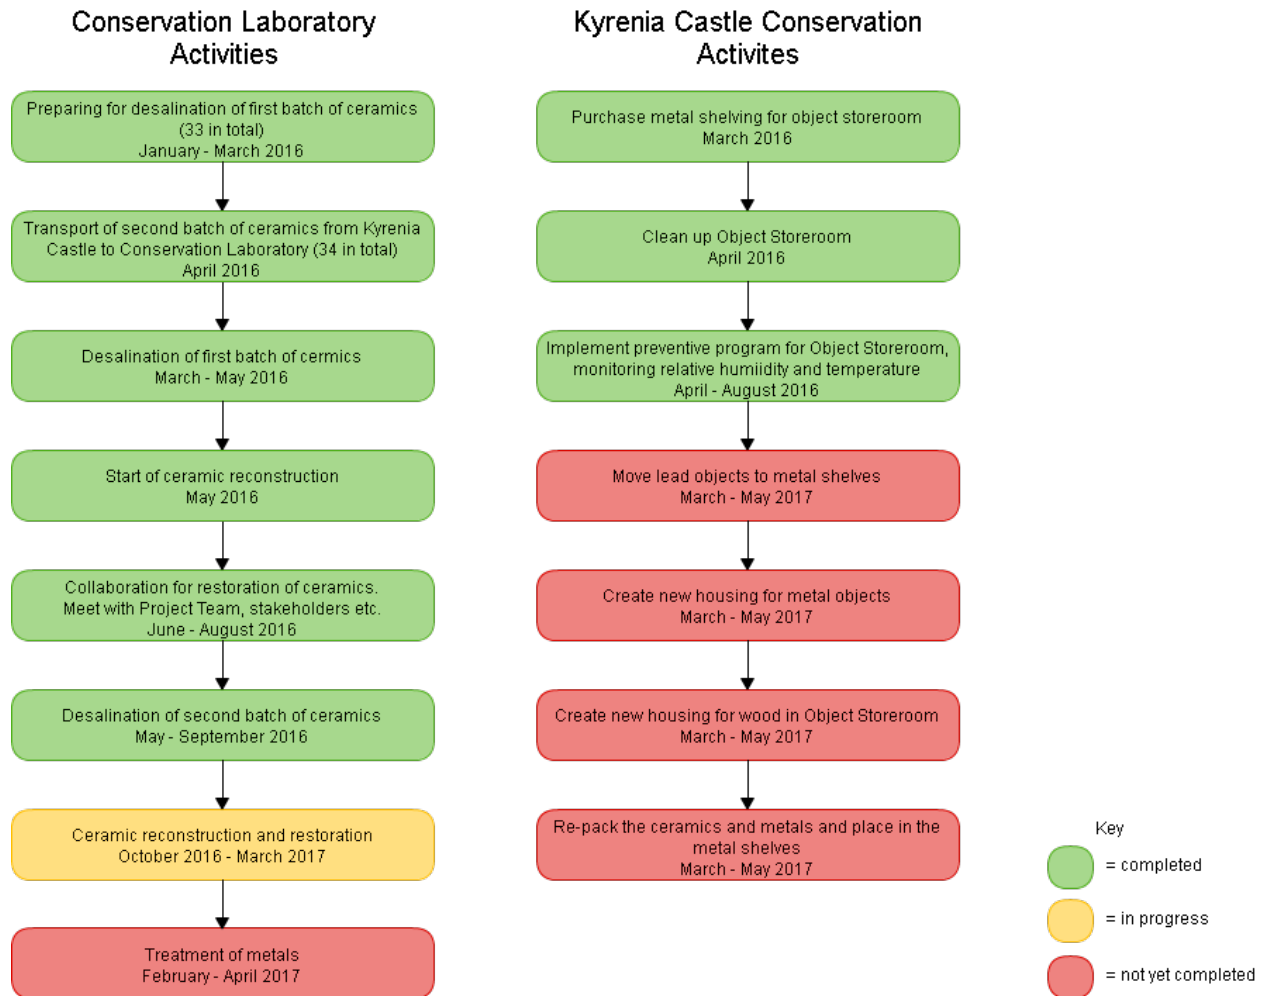 Conservation Laboratory
Activities
Preparing for desalination of first batch of ceramics
(33 in total)
January - March 2016
Transport of second batch of ceramics from Kyrenia
Castle to Conservation Laboratory (34 in total)
April 2016
Desalination of first batch of cermics
March - May 2016
Start of ceramic reconstruction
May 2016
Collaboration for restoration of ceramics.
Meet with Project Team, stakeholders etc.
June - August 2016
Desalination of second batch of ceramics
May - September 2016
Ceramic reconstruction and restoration
October 2016 - March 2017
Treatment of metals
February - April 2017
Kyrenia Castle Conservation
Activites
Purchase metal shelving for object storeroom
March 2016
Clean up Object Storeroom
April 2016
Implement preventive program for Object Storeroom,
monitoring relative humiidity and temperature
April - August 2016
Move lead objects to metal shelves
March - May 2017
Create new housing for metal objects
March - May 2017
Create new housing for wood in Object Storeroom
March - May 2017
Re-pack the ceramics and metals and place in the
metal shelves
March - May 2017
Key
= completed
= in progress
= not yet completed